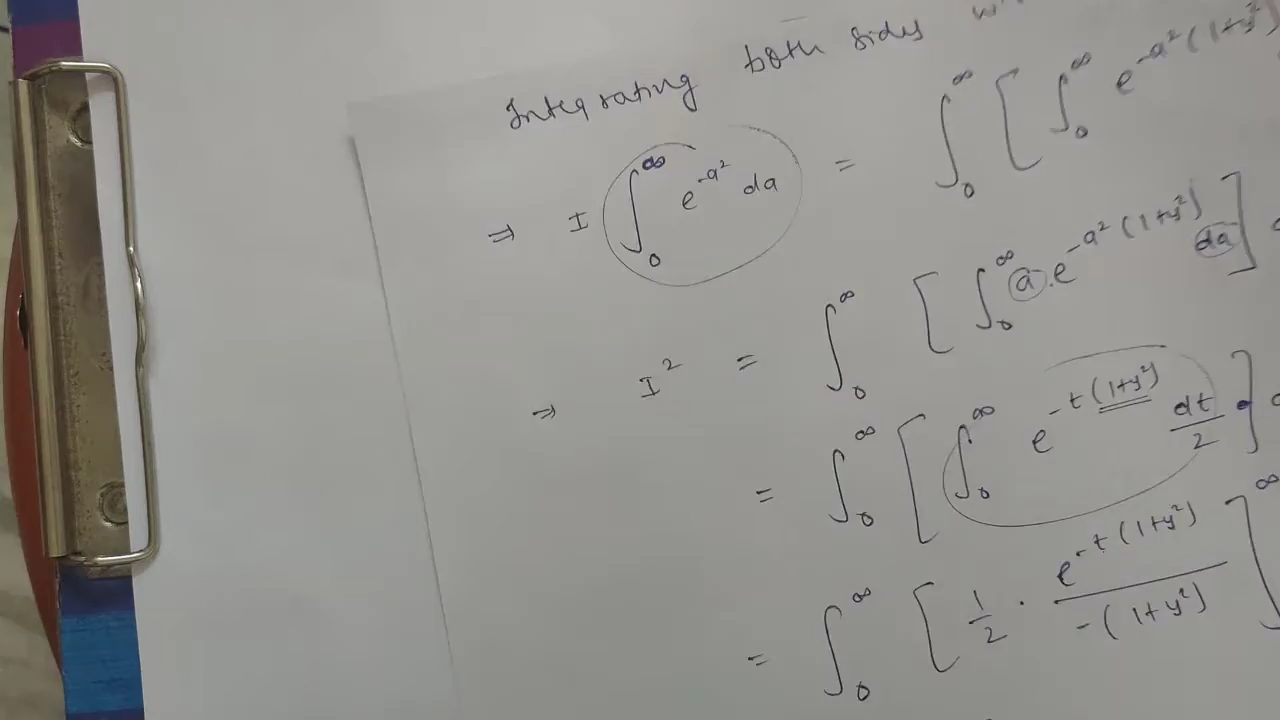 Integrating both sides
⇒ I ∫₀^∞ e^{-a²} da = ∫₀^∞ [ ∫₀^∞ e^{-a²(1+y²)}
⇒ I² = ∫₀^∞ [ ∫₀^∞ a.e^{-a²(1+y²)} da ]
= ∫₀^∞ [ ∫₀^∞ e^{-t(1+y²)} dt/2 ]
= ∫₀^∞ [ 1/2 · e^{-t(1+y²)} / -(1+y²) ]^∞